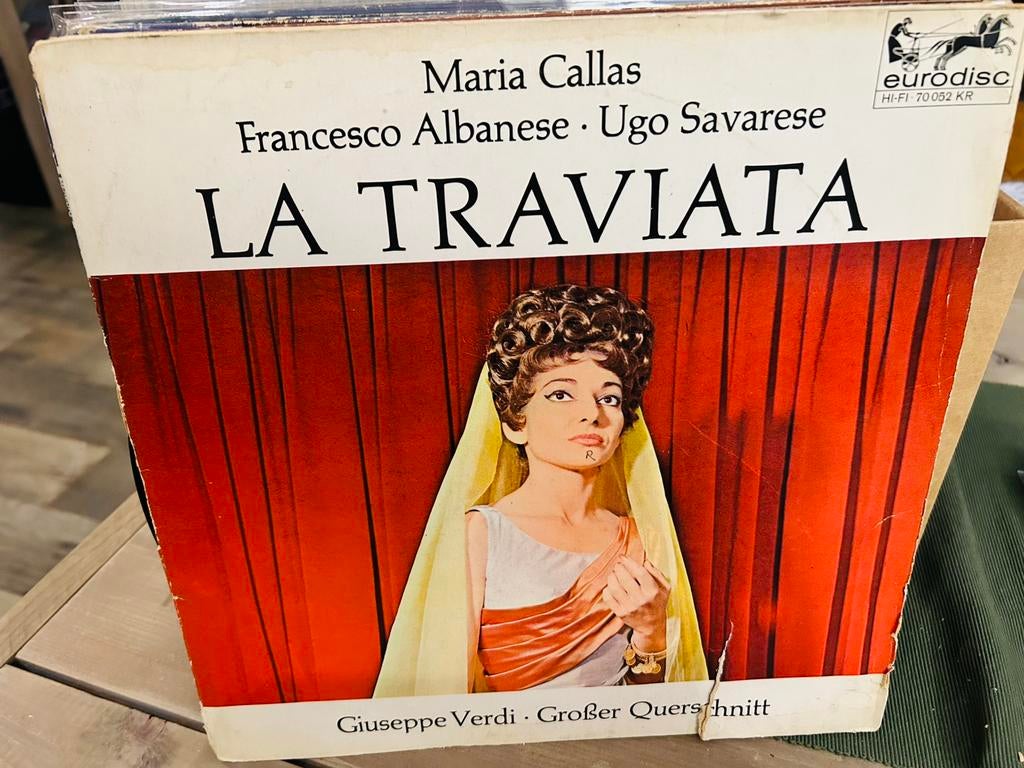 Maria Callas
Francesco Albanese · Ugo Savarese
LA TRAVIATA
eurodisc
HI-FI · 70 052 KR
R
Giuseppe Verdi · Großer Querschnitt